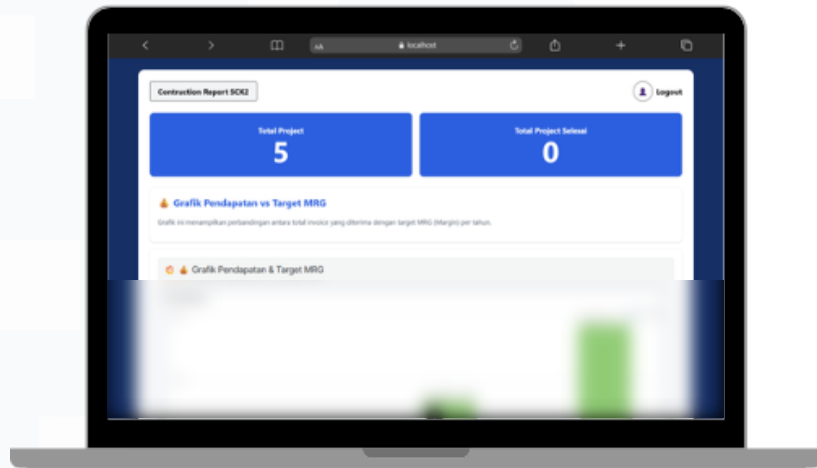 AA
localhost
Contruction Report SCK2
Logout
Total Project
5
Total Project Selesai
0
Grafik Pendapatan vs Target MRG
Grafik ini menampilkan perbandingan antara total invoice yang diterima dengan target MRG (Margin) per tahun.
Grafik Pendapatan & Target MRG